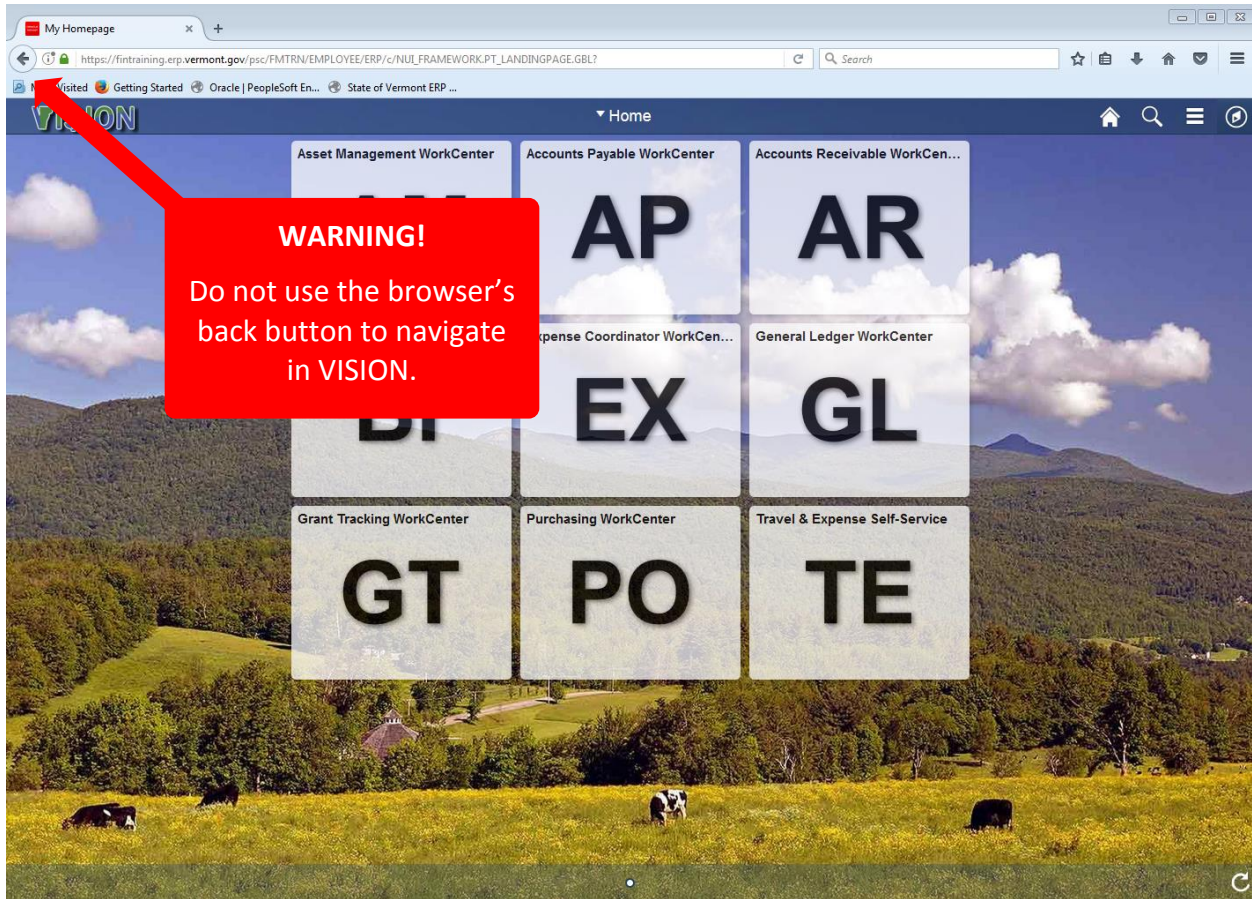 My Homepage
https://fintraining.erp.vermont.gov/psc/FMTRN/EMPLOYEE/ERP/c/NUI_FRAMEWORK.PT_LANDINGPAGE.GBL?
Search
Visited Getting Started Oracle | PeopleSoft En... State of Vermont ERP ...
VISION
Home
Asset Management WorkCenter
Accounts Payable WorkCenter
AP
Accounts Receivable WorkCen...
AR
WARNING!
Do not use the browser’s
back button to navigate
in VISION.
BI
Expense Coordinator WorkCen...
EX
General Ledger WorkCenter
GL
Grant Tracking WorkCenter
GT
Purchasing WorkCenter
PO
Travel & Expense Self-Service
TE